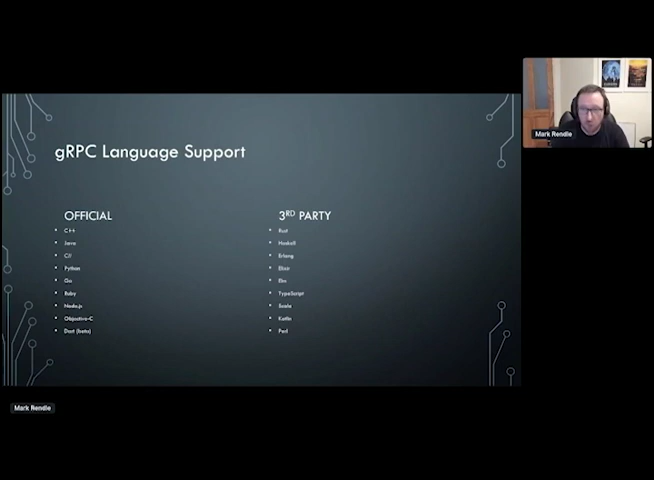 gRPC Language Support
OFFICIAL
• C++
• Java
• C//
• Python
• Go
• Ruby
• Node.js
• Objective-C
• Dart (beta)
3RD PARTY
• Rust
• Haskell
• Erlang
• Elixir
• Elm
• TypeScript
• Scala
• Kotlin
• Perl
Mark Rendle
Mark Rendle